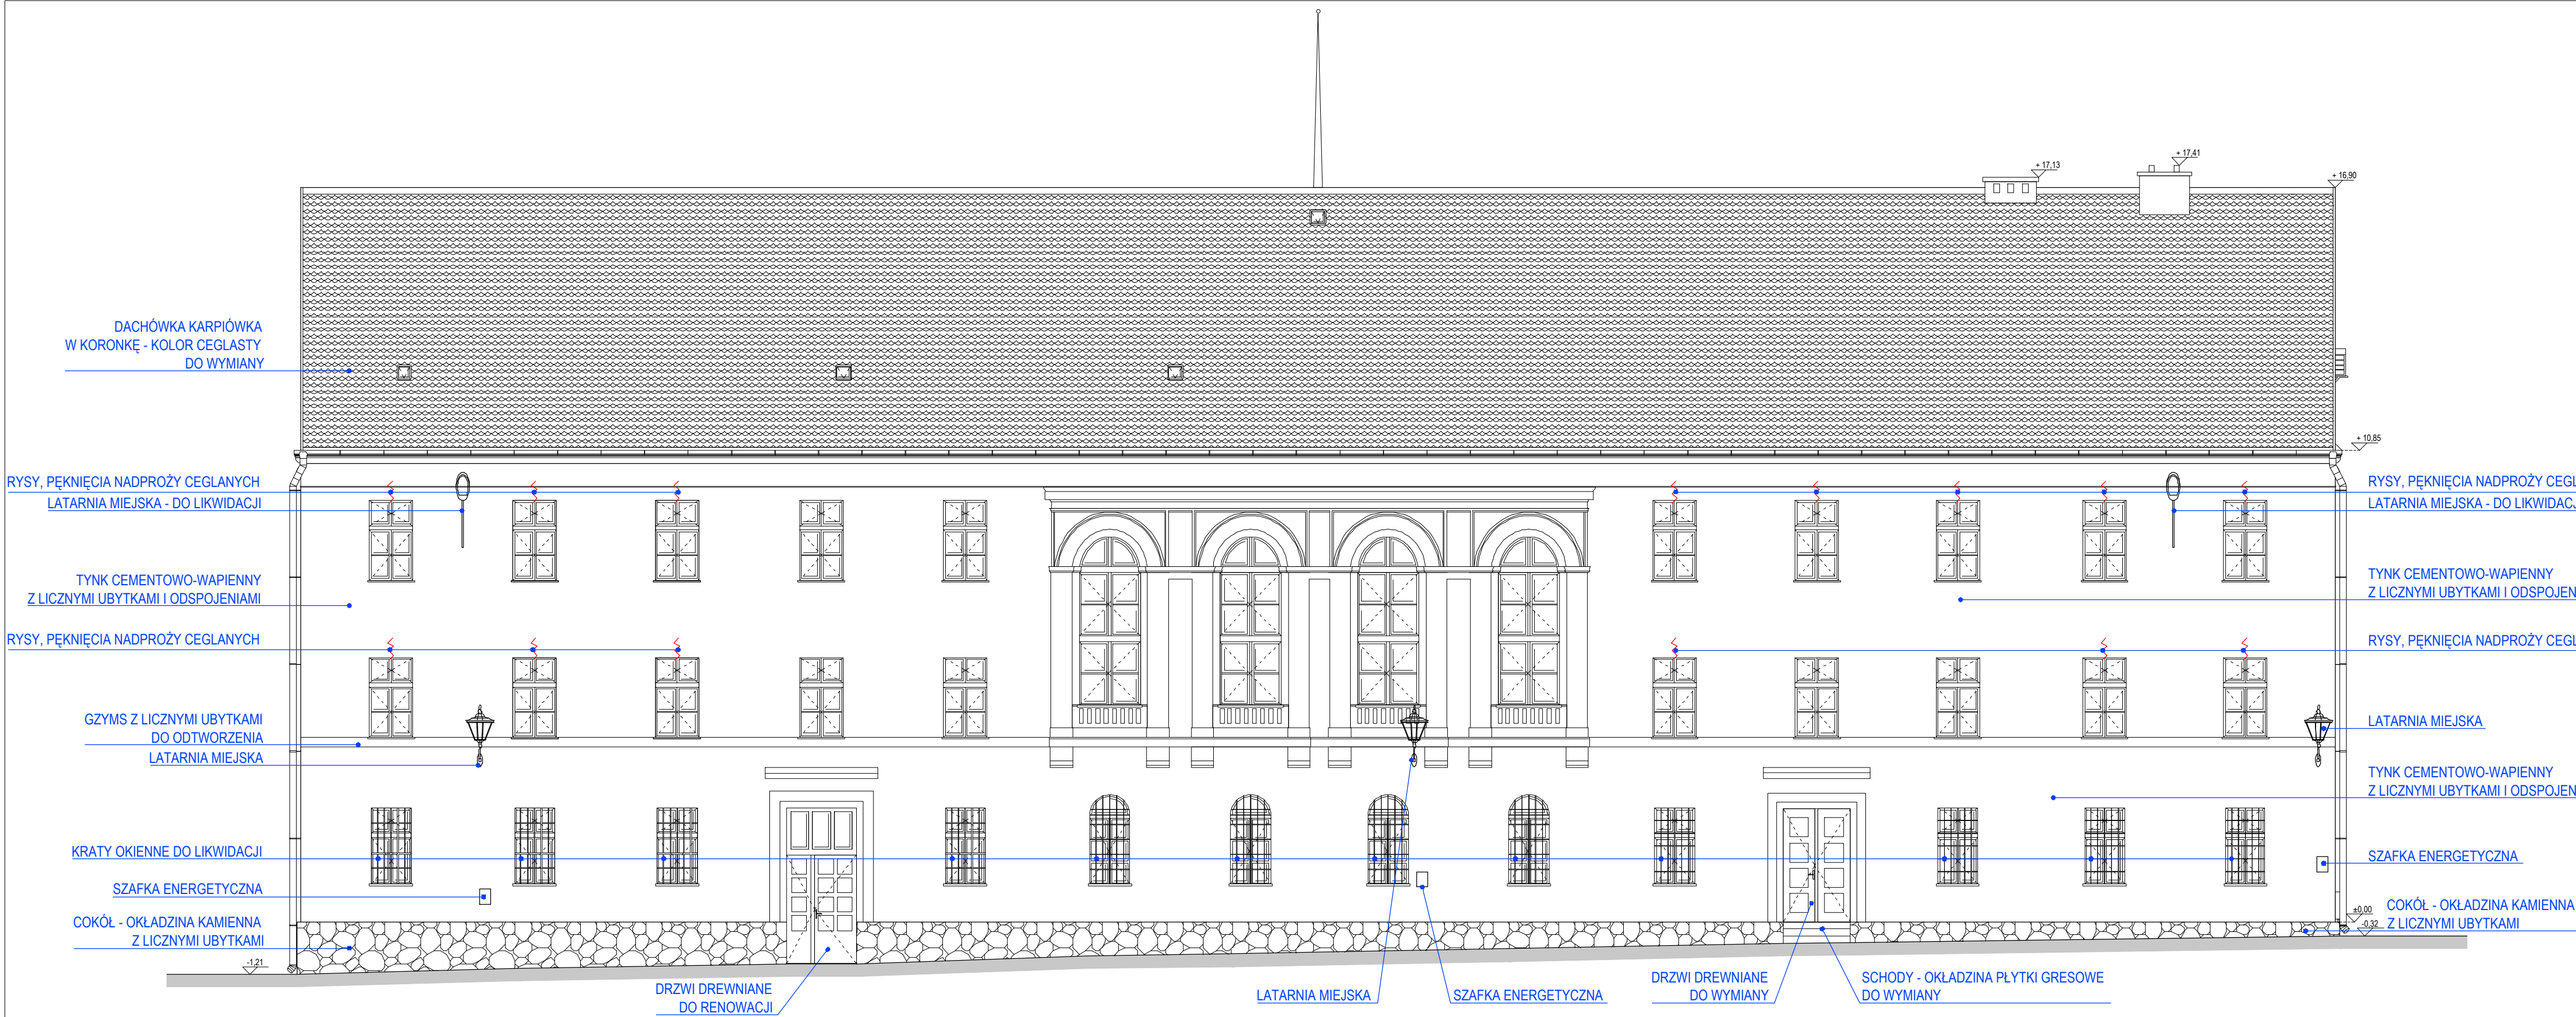 + 17,41
+ 17,13
+ 16,90
DACHÓWKA KARPIÓWKA
W KORONKĘ - KOLOR CEGLASTY
DO WYMIANY
+ 10,85
RYSY, PĘKNIĘCIA NADPROŻY CEGLANYCH
LATARNIA MIEJSKA - DO LIKWIDACJI
RYSY, PĘKNIĘCIA NADPROŻY CEGL
LATARNIA MIEJSKA - DO LIKWIDACJ
TYNK CEMENTOWO-WAPIENNY
Z LICZNYMI UBYTKAMI I ODSPOJENIAMI
TYNK CEMENTOWO-WAPIENNY
Z LICZNYMI UBYTKAMI I ODSPOJEN
RYSY, PĘKNIĘCIA NADPROŻY CEGLANYCH
RYSY, PĘKNIĘCIA NADPROŻY CEGL
GZYMS Z LICZNYMI UBYTKAMI
DO ODTWORZENIA
LATARNIA MIEJSKA
LATARNIA MIEJSKA
TYNK CEMENTOWO-WAPIENNY
Z LICZNYMI UBYTKAMI I ODSPOJEN
KRATY OKIENNE DO LIKWIDACJI
SZAFKA ENERGETYCZNA
SZAFKA ENERGETYCZNA
COKÓŁ - OKŁADZINA KAMIENNA
Z LICZNYMI UBYTKAMI
±0,00
-0,32
COKÓŁ - OKŁADZINA KAMIENNA
Z LICZNYMI UBYTKAMI
-1,21
DRZWI DREWNIANE
DO RENOWACJI
LATARNIA MIEJSKA
SZAFKA ENERGETYCZNA
DRZWI DREWNIANE
DO WYMIANY
SCHODY - OKŁADZINA PŁYTKI GRESOWE
DO WYMIANY